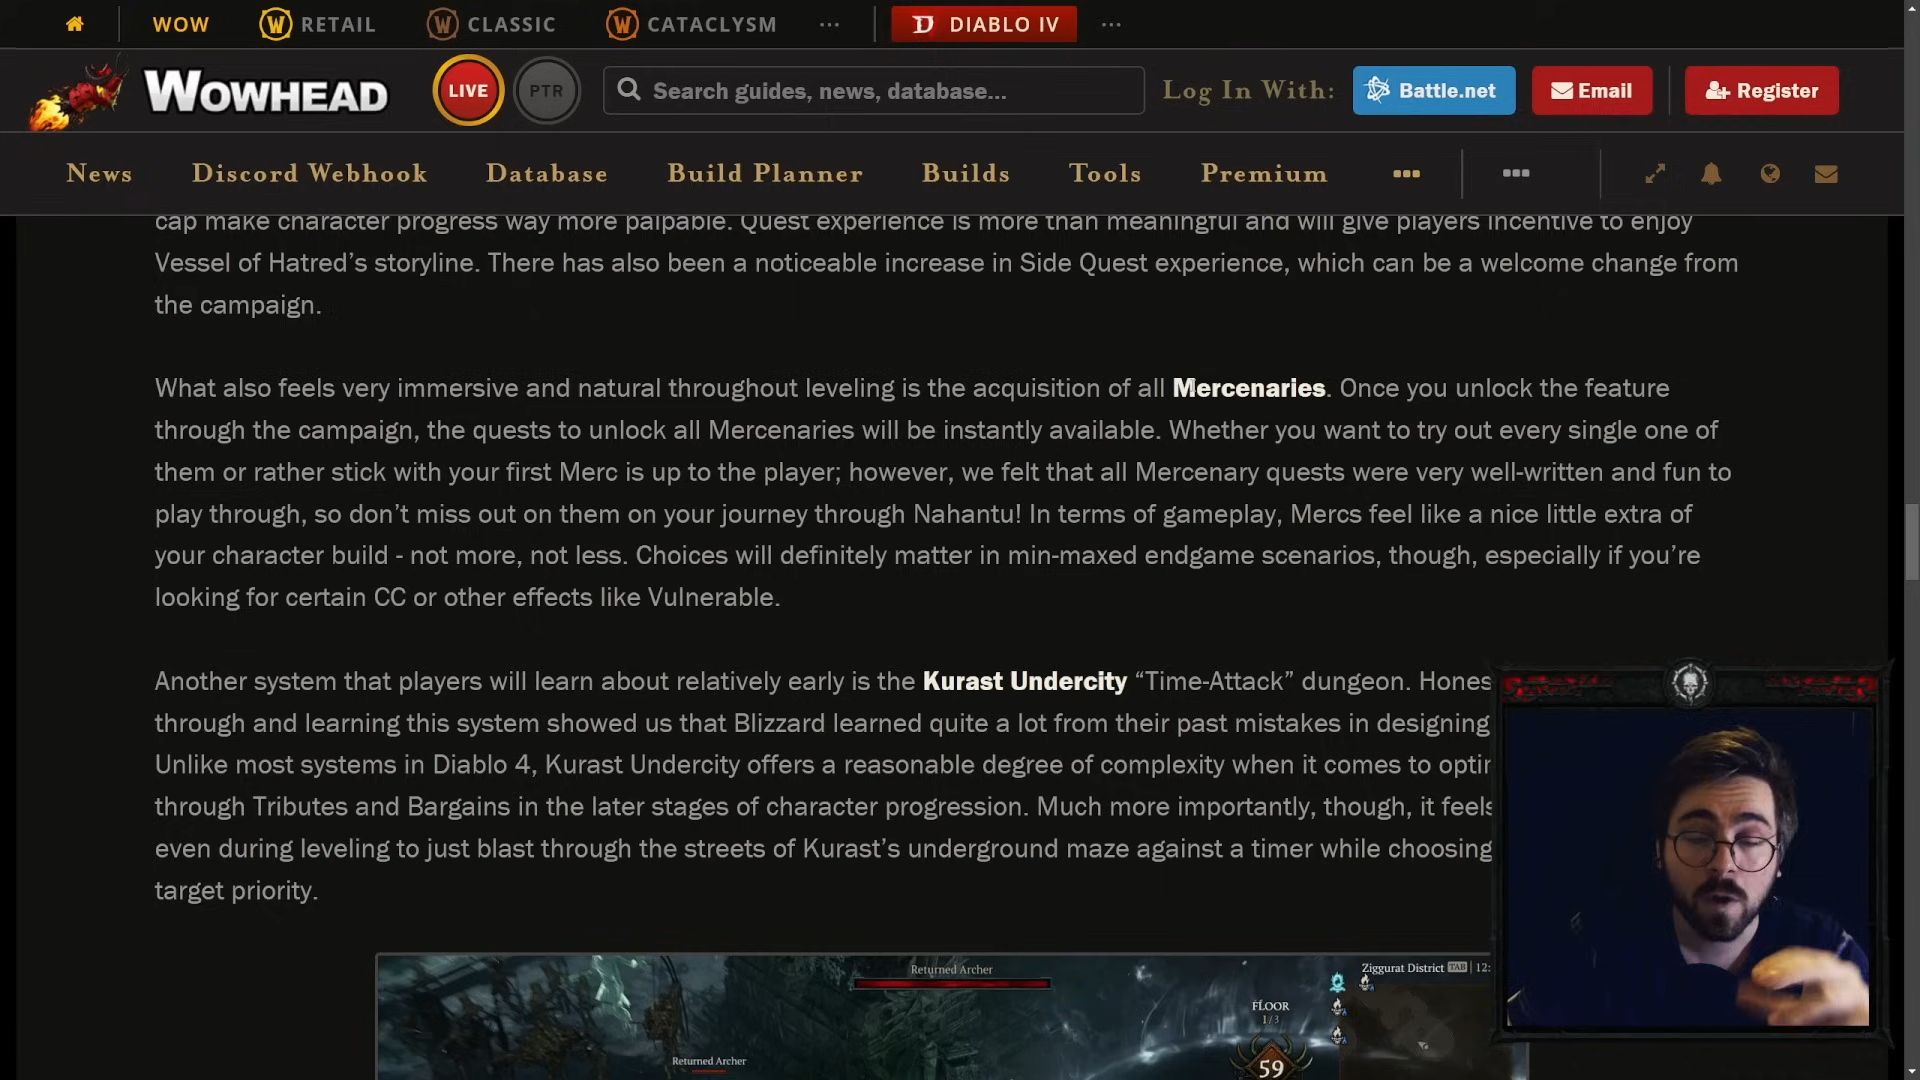 WOW
RETAIL
CLASSIC
CATACLYSM
DIABLO IV
WOWHEAD
LIVE
PTR
Search guides, news, database...
Log In With:
Battle.net
Email
Register
News
Discord Webhook
Database
Build Planner
Builds
Tools
Premium
cap make character progress way more palpable. Quest experience is more than meaningful and will give players incentive to enjoy
Vessel of Hatred’s storyline. There has also been a noticeable increase in Side Quest experience, which can be a welcome change from
the campaign.
What also feels very immersive and natural throughout leveling is the acquisition of all Mercenaries. Once you unlock the feature
through the campaign, the quests to unlock all Mercenaries will be instantly available. Whether you want to try out every single one of
them or rather stick with your first Merc is up to the player; however, we felt that all Mercenary quests were very well-written and fun to
play through, so don’t miss out on them on your journey through Nahantu! In terms of gameplay, Mercs feel like a nice little extra of
your character build - not more, not less. Choices will definitely matter in min-maxed endgame scenarios, though, especially if you’re
looking for certain CC or other effects like Vulnerable.
Another system that players will learn about relatively early is the Kurast Undercity “Time-Attack” dungeon. Hones
through and learning this system showed us that Blizzard learned quite a lot from their past mistakes in designing
Unlike most systems in Diablo 4, Kurast Undercity offers a reasonable degree of complexity when it comes to optin
through Tributes and Bargains in the later stages of character progression. Much more importantly, though, it feels
even during leveling to just blast through the streets of Kurast’s underground maze against a timer while choosing
target priority.
Returned Archer
Ziggurat District TAB | 12:
FLOOR
1/3
Returned Archer
59